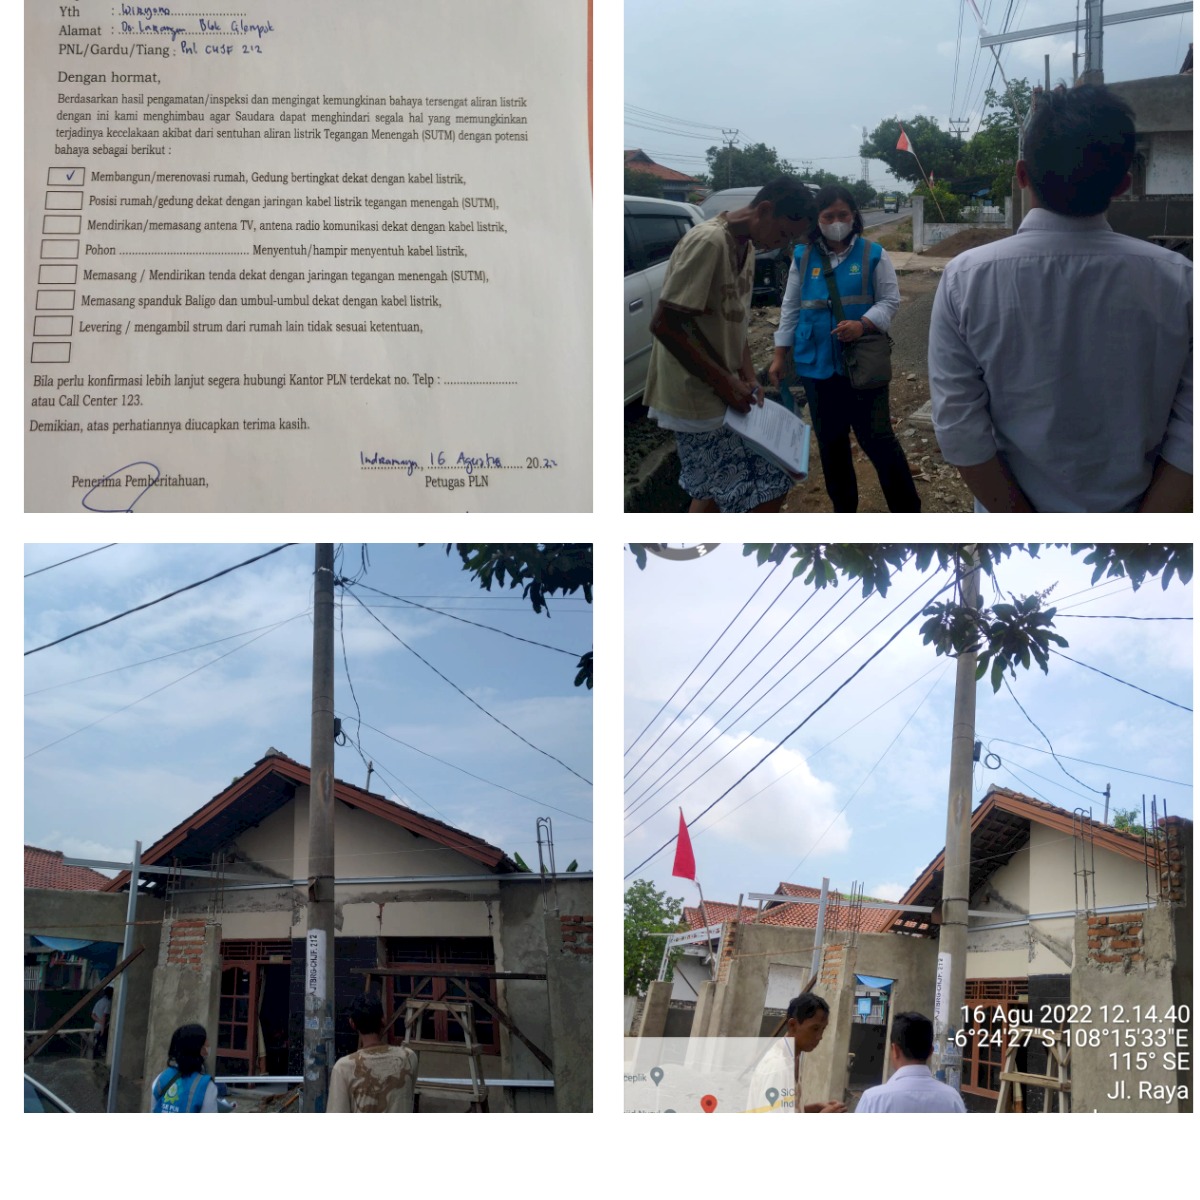 Yth : Wiryono
Alamat : Ds. Larangan Blok Cilempuk
PNL/Gardu/Tiang : Pnl CHJF 212
Dengan hormat,
Berdasarkan hasil pengamatan/inspeksi dan mengingat kemungkinan bahaya tersengat aliran listrik
dengan ini kami menghimbau agar Saudara dapat menghindari segala hal yang memungkinkan
terjadinya kecelakaan akibat dari sentuhan aliran listrik Tegangan Menengah (SUTM) dengan potensi
bahaya sebagai berikut :
✓ Membangun/merenovasi rumah, Gedung bertingkat dekat dengan kabel listrik,
Posisi rumah/gedung dekat dengan jaringan kabel listrik tegangan menengah (SUTM),
Mendirikan/memasang antena TV, antena radio komunikasi dekat dengan kabel listrik,
Pohon ........................................ Menyentuh/hampir menyentuh kabel listrik,
Memasang / Mendirikan tenda dekat dengan jaringan tegangan menengah (SUTM),
Memasang spanduk Baligo dan umbul-umbul dekat dengan kabel listrik,
Levering / mengambil strum dari rumah lain tidak sesuai ketentuan,
Bila perlu konfirmasi lebih lanjut segera hubungi Kantor PLN terdekat no. Telp : ......................
atau Call Center 123.
Demikian, atas perhatiannya diucapkan terima kasih.
Indramayu, 16 Agustus 2022
Penerima Pemberitahuan,
Petugas PLN
CHJF. 212
16 Agu 2022 12.14.40
-6°24'27"S 108°15'33"E
115° SE
Jl. Raya